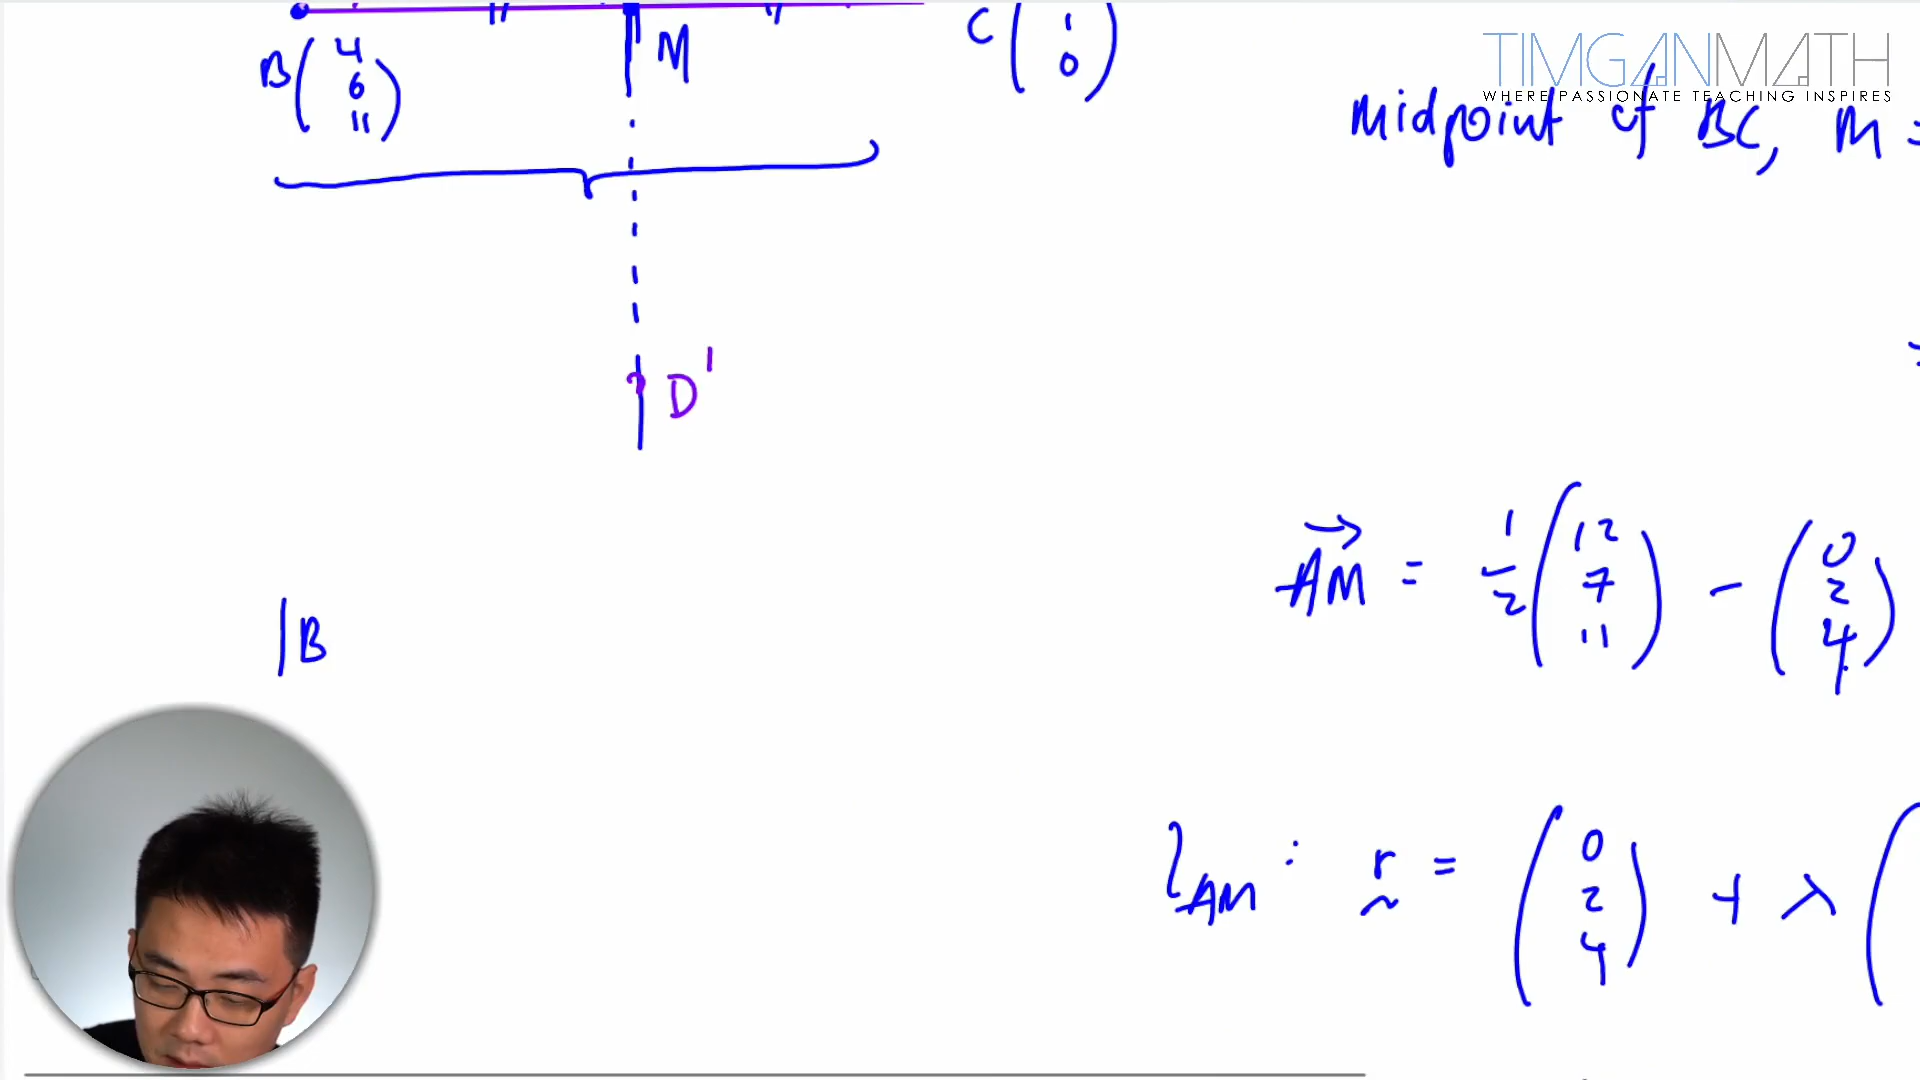 TIMGANMATH
WHERE PASSIONATE TEACHING INSPIRES
B ( 4 6 11 )
M
C ( 1 0 )
midpoint of BC, M =
D'
AM = 1/2 ( 12 7 11 ) - ( 0 2 4 )
|B
l AM : r = ( 0 2 4 ) + λ (